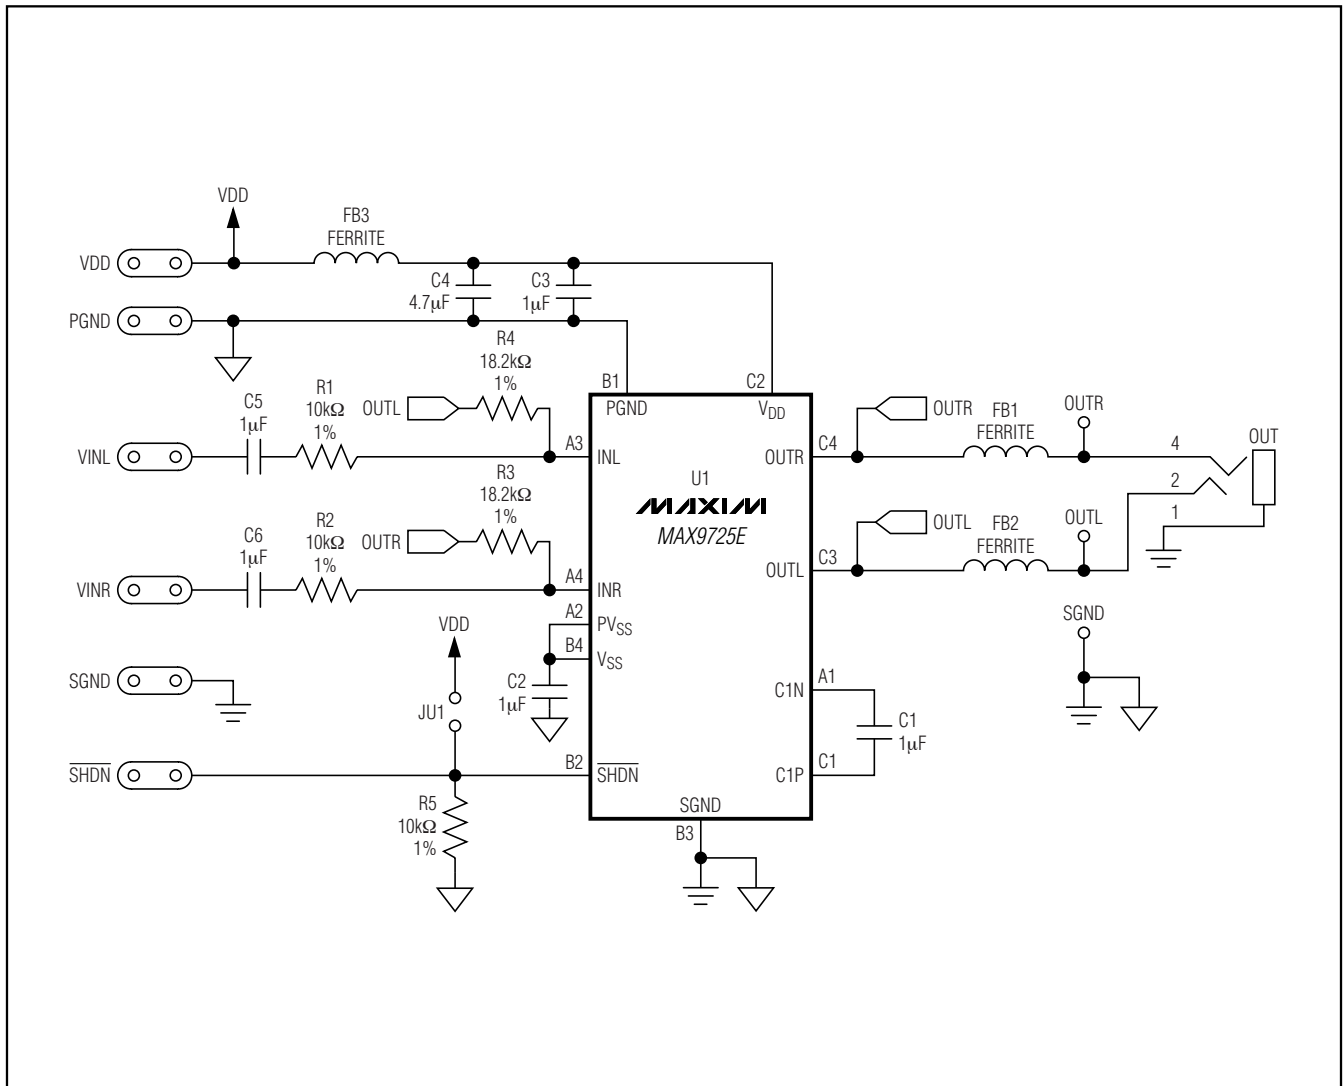 VDD
FB3
FERRITE
VDD
C4
4.7µF
C3
1µF
PGND
R4
18.2kΩ
1%
B1
C2
PGND
VDD
C5
1µF
R1
10kΩ
1%
OUTL
VINL
A3
INL
R3
18.2kΩ
1%
C6
1µF
R2
10kΩ
1%
OUTR
VINR
A4
INR
A2
PVSS
B4
VSS
C2
1µF
VDD
JU1
SGND
SHDN
B2
SHDN
R5
10kΩ
1%
U1
MAXIM
MAX9725E
SGND
B3
OUTR
C4
OUTR
FB1
FERRITE
OUTR
4
OUT
2
1
OUTL
C3
OUTL
FB2
FERRITE
OUTL
SGND
C1N
A1
C1
1µF
C1P
C1